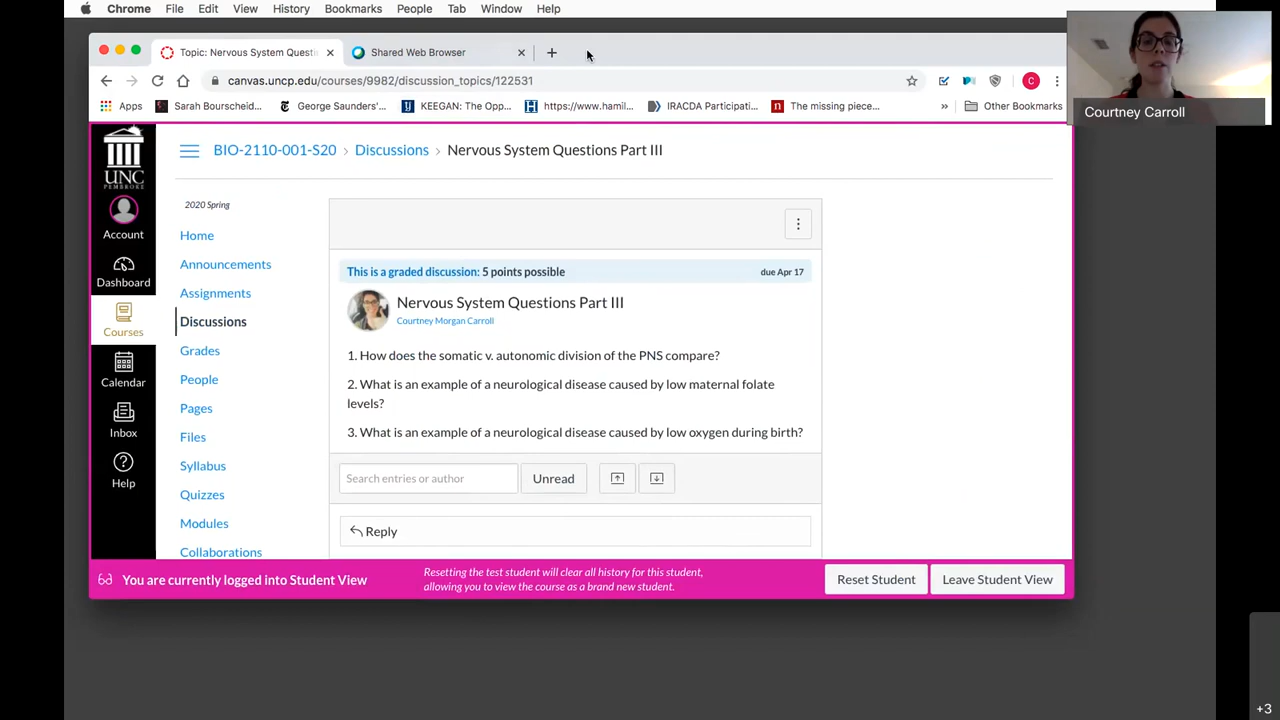 Chrome File Edit View History Bookmarks People Tab Window Help
Topic: Nervous System Questi
Shared Web Browser
canvas.uncp.edu/courses/9982/discussion_topics/122531
C
Apps
Sarah Bourscheid...
George Saunders'...
KEEGAN: The Opp...
https://www.hamil...
IRACDA Participati...
The missing piece...
»
Other Bookmarks
Courtney Carroll
UNC
PEMBROKE
Account
Dashboard
Courses
Calendar
Inbox
Help
BIO-2110-001-S20 › Discussions › Nervous System Questions Part III
2020 Spring
Home
Announcements
Assignments
Discussions
Grades
People
Pages
Files
Syllabus
Quizzes
Modules
Collaborations
This is a graded discussion: 5 points possible
due Apr 17
Nervous System Questions Part III
Courtney Morgan Carroll
1. How does the somatic v. autonomic division of the PNS compare?
2. What is an example of a neurological disease caused by low maternal folate
levels?
3. What is an example of a neurological disease caused by low oxygen during birth?
Search entries or author
Unread
Reply
You are currently logged into Student View
Resetting the test student will clear all history for this student,
allowing you to view the course as a brand new student.
Reset Student
Leave Student View
+3